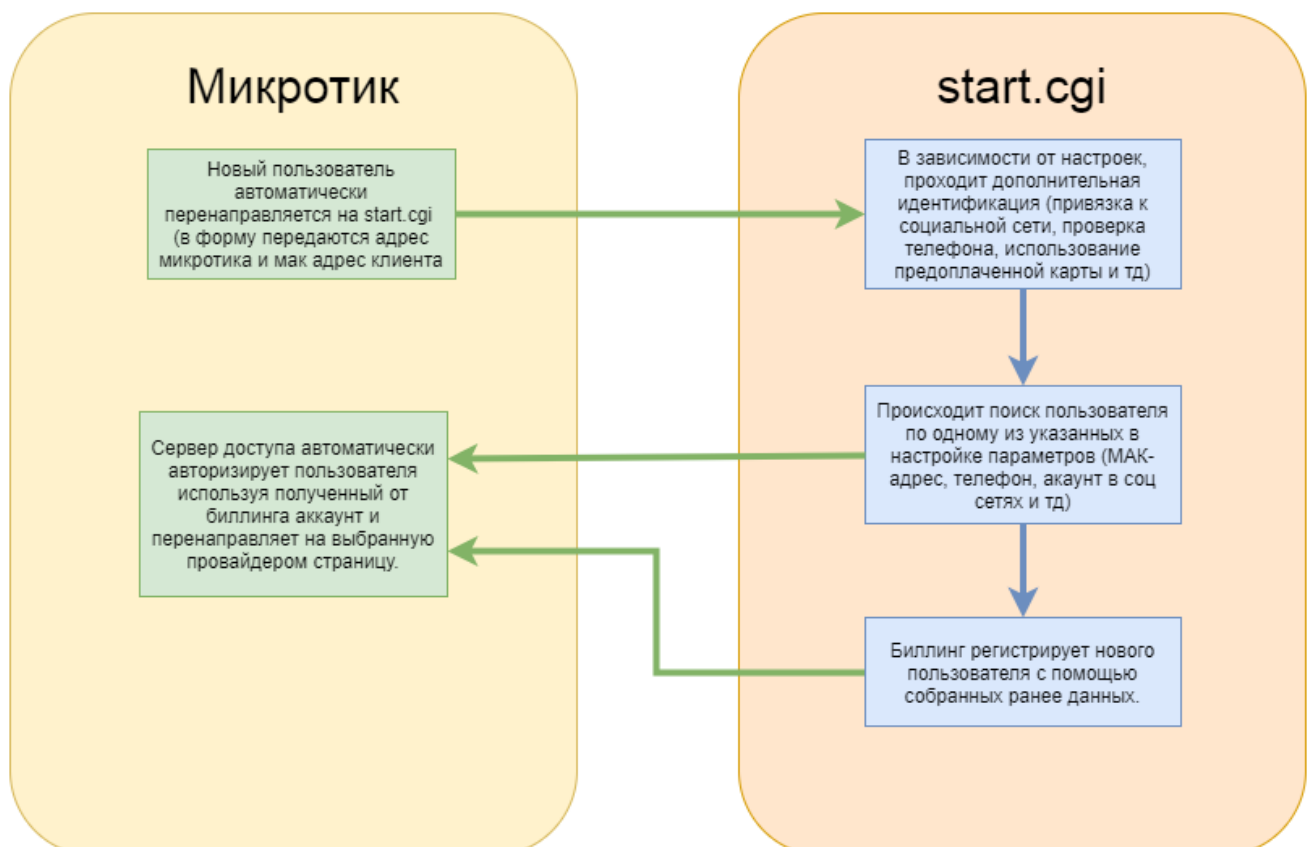 Микротик
Новый пользователь
автоматически
перенаправляется на start.cgi
(в форму передаются адрес
микротика и мак адрес клиента
Сервер доступа автоматически
авторизирует пользователя
используя полученный от
биллинга аккаунт и
перенаправляет на выбранную
провайдером страницу.
start.cgi
В зависимости от настроек,
проходит дополнительная
идентификация (привязка к
социальной сети, проверка
телефона, использование
предоплаченной карты и тд)
Происходит поиск пользователя
по одному из указанных в
настройке параметров (МАК-
адрес, телефон, акаунт в соц
сетях и тд)
Биллинг регистрирует нового
пользователя с помощью
собранных ранее данных.